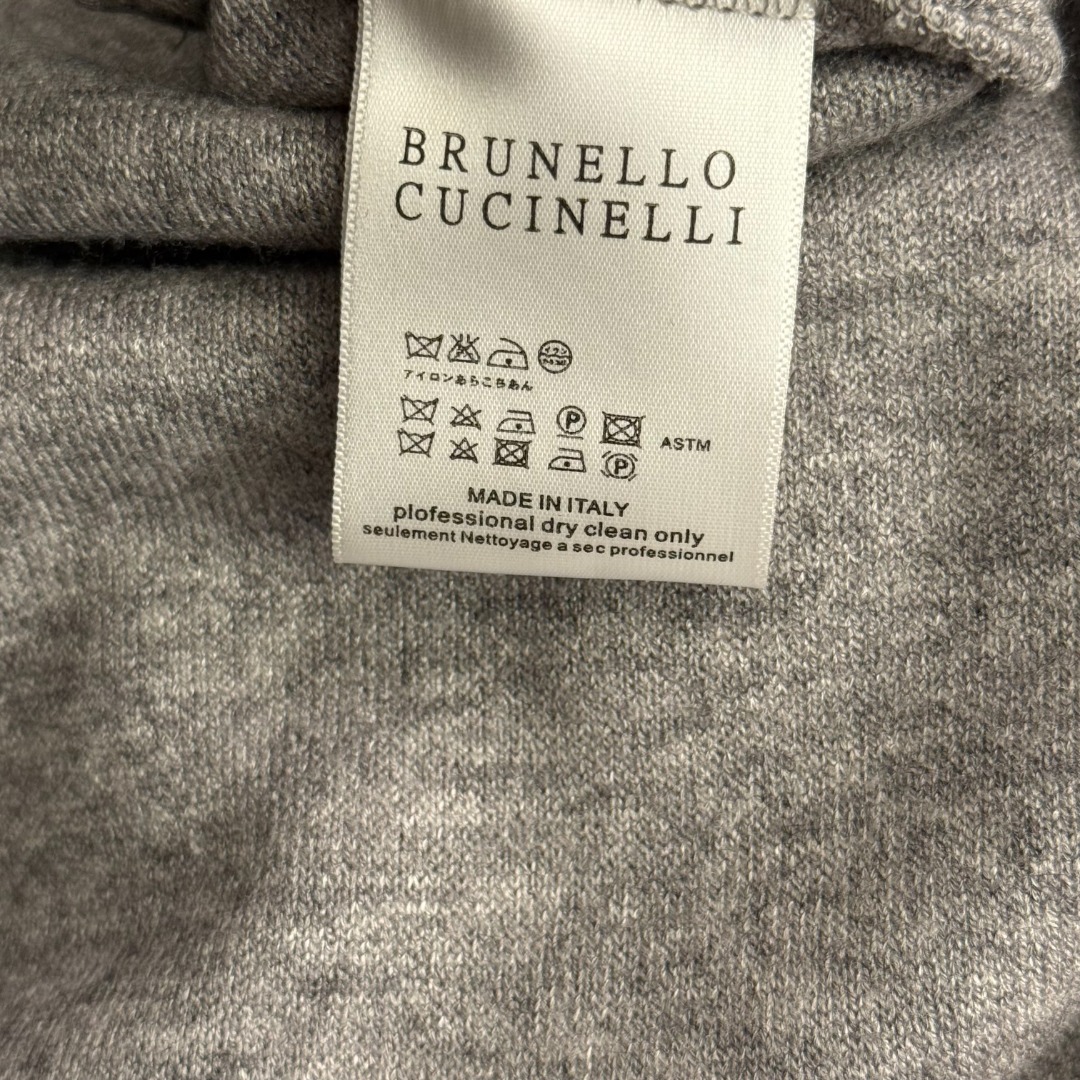 BRUNELLO
CUCINELLI
アイロンあらこちあん
P
ASTM
P
MADE IN ITALY
plofessional dry clean only
seulement Nettoyage a sec professionnel